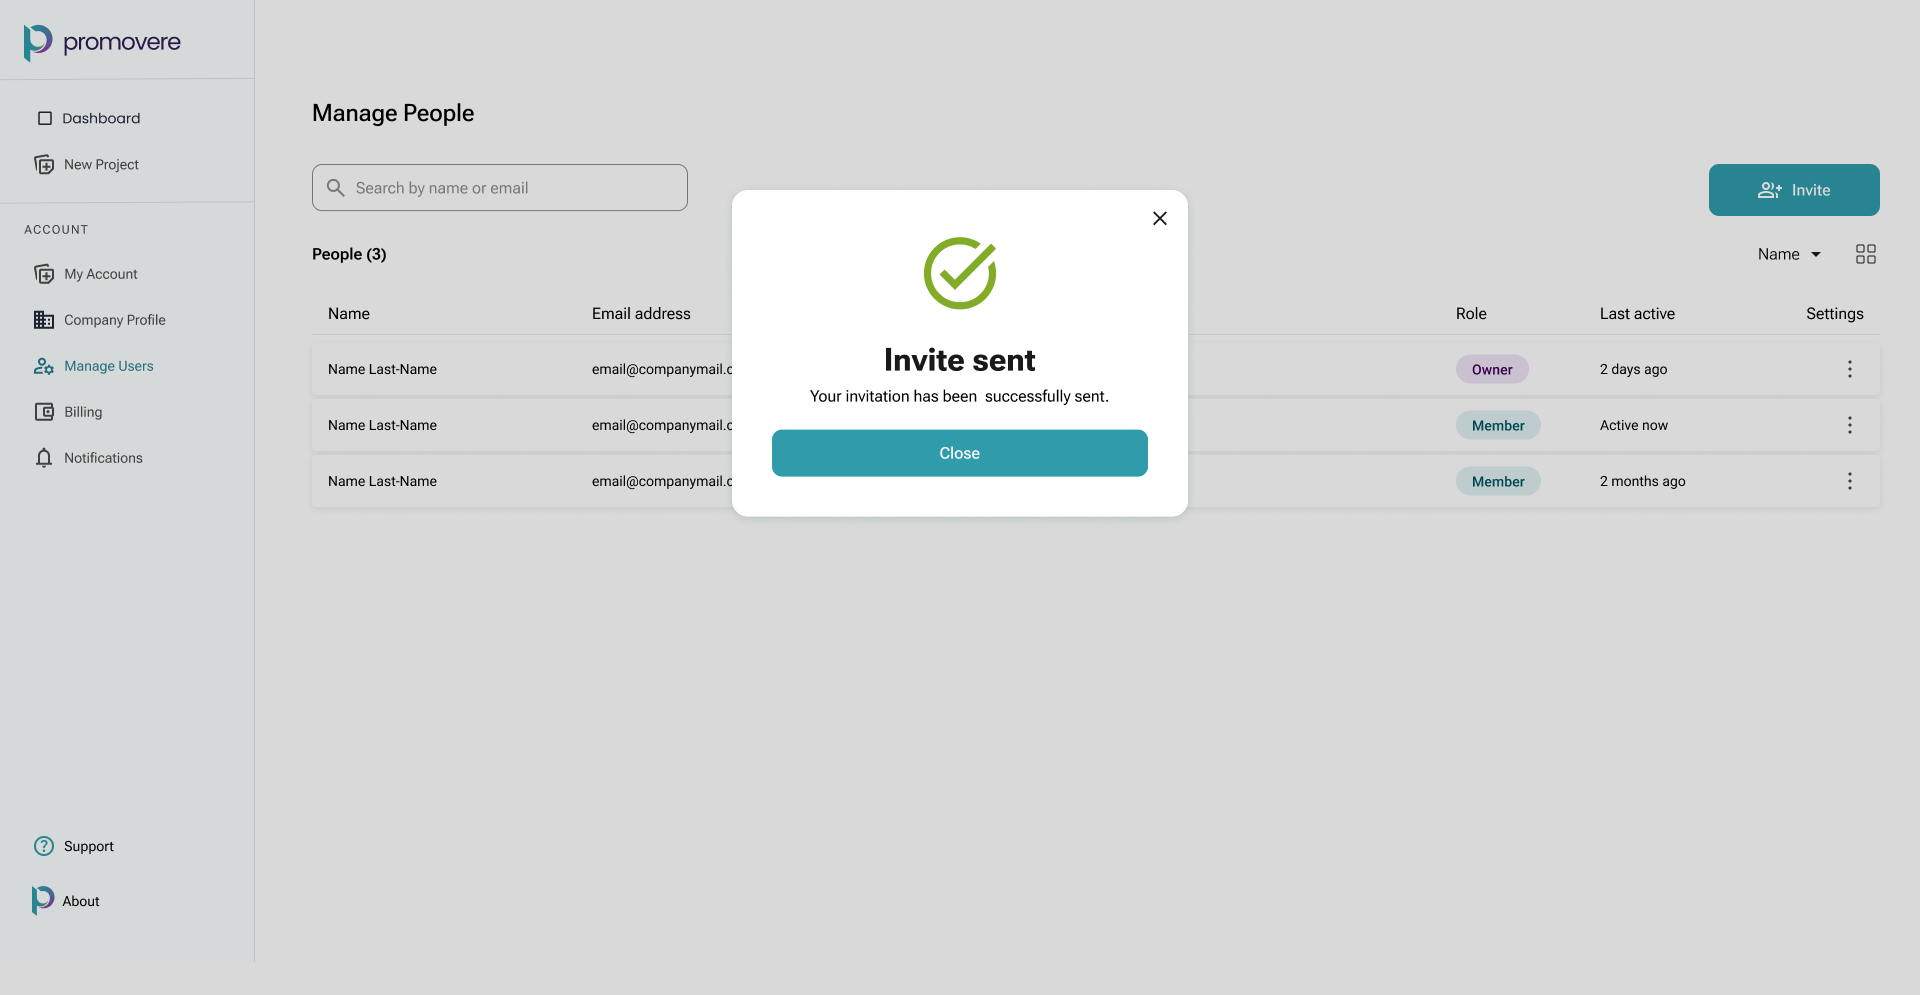 promovere
Dashboard
New Project
ACCOUNT
My Account
Company Profile
Manage Users
Billing
Notifications
Support
About
Manage People
Search by name or email
Invite
People (3)
Name
Name Email address Role Last active Settings
Name Last-Name email@companymail.c Owner 2 days ago
Name Last-Name email@companymail.c Member Active now
Name Last-Name email@companymail.c Member 2 months ago
Invite sent
Your invitation has been  successfully sent.
Close